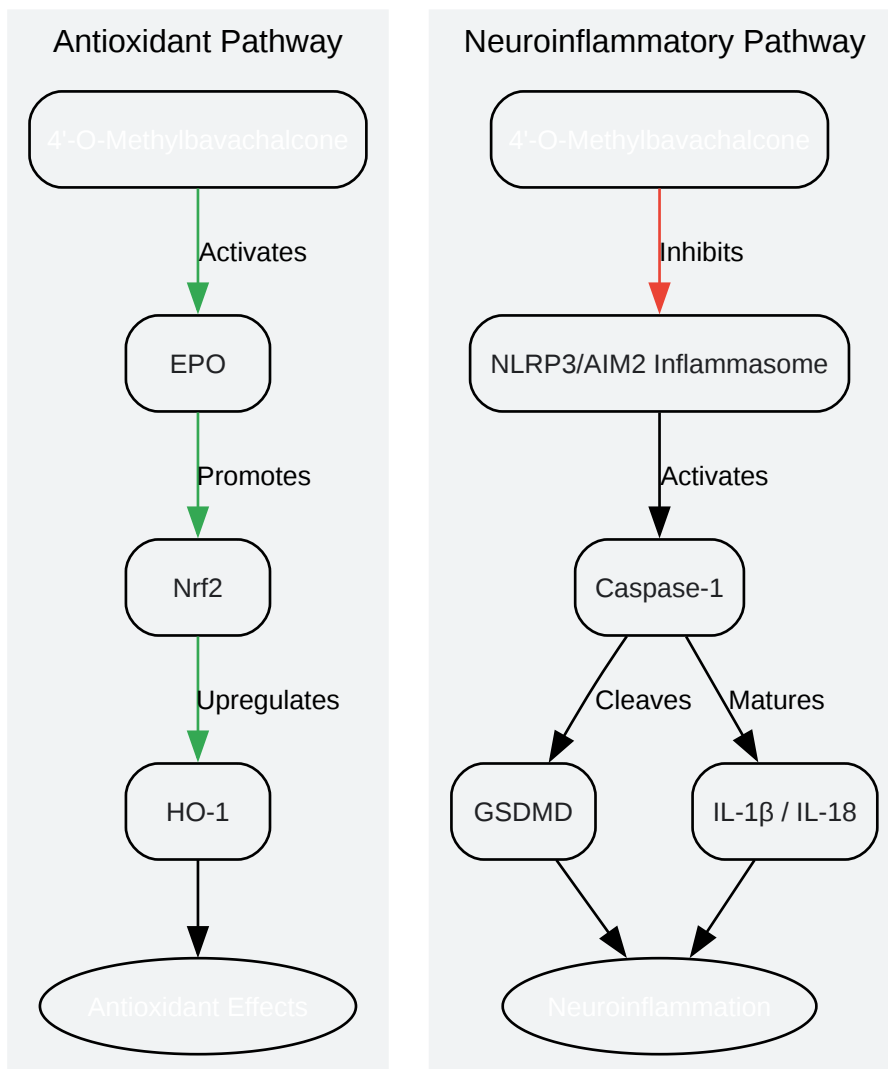 Antioxidant Pathway
4'-O-Methylbavachalcone
Activates
EPO
Promotes
Nrf2
Upregulates
HO-1
Antioxidant Effects
Neuroinflammatory Pathway
4'-O-Methylbavachalcone
Inhibits
NLRP3/AIM2 Inflammasome
Activates
Caspase-1
Cleaves
Matures
GSDMD
IL-1β / IL-18
Neuroinflammation